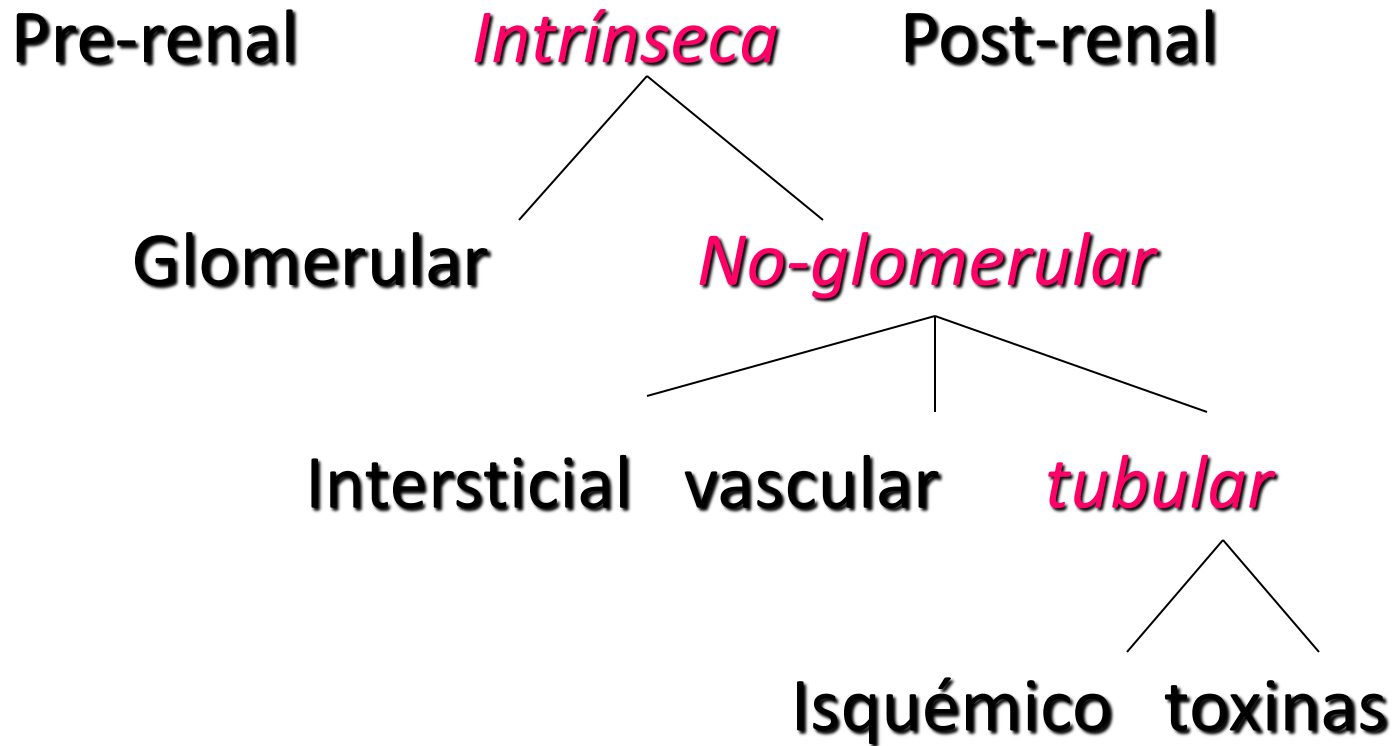 Pre-renal Intrínseca Post-renal
Glomerular No-glomerular
Intersticial vascular tubular
Isquémico toxinas